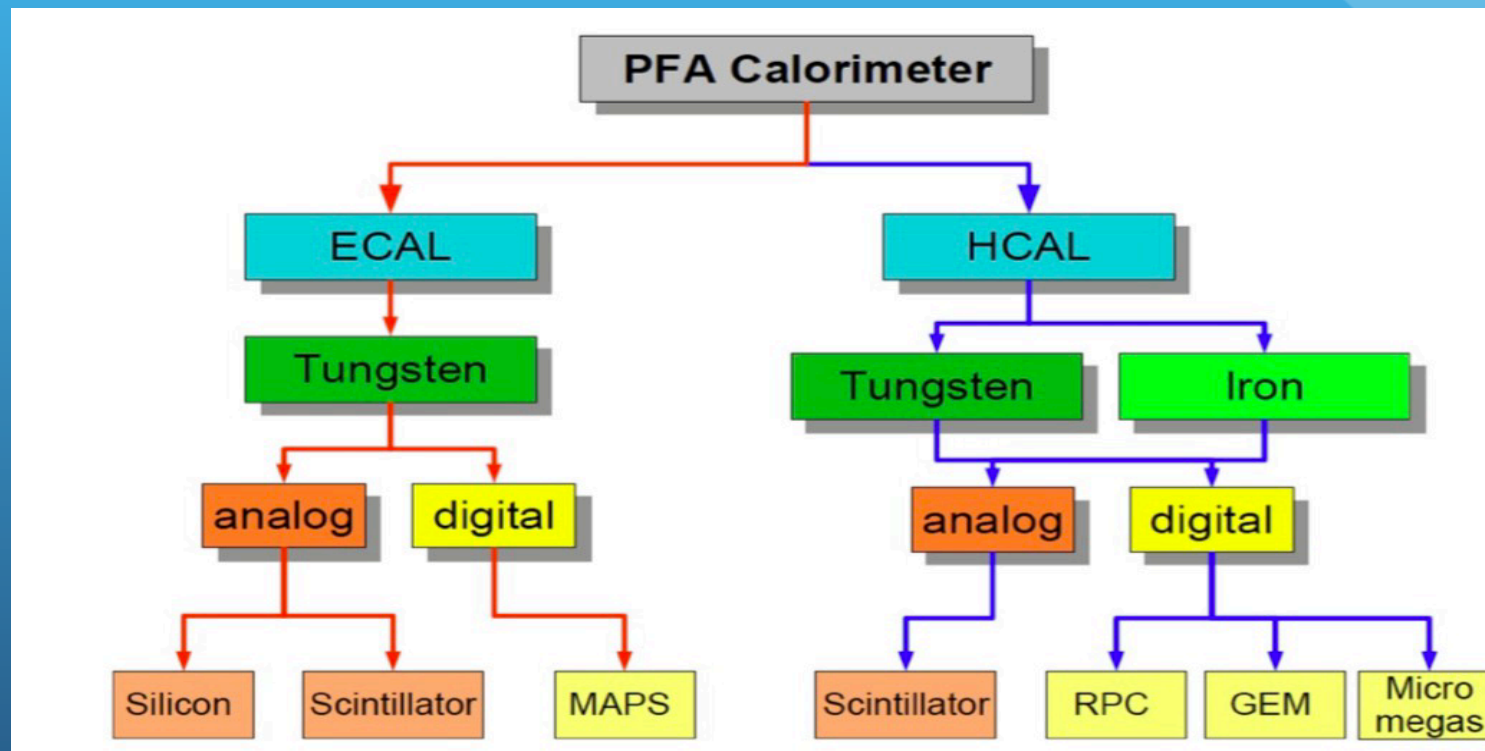 PFA Calorimeter
ECAL
HCAL
Tungsten
Tungsten
Iron
analog
digital
analog
digital
Silicon
Scintillator
MAPS
Scintillator
RPC
GEM
Micro
megas